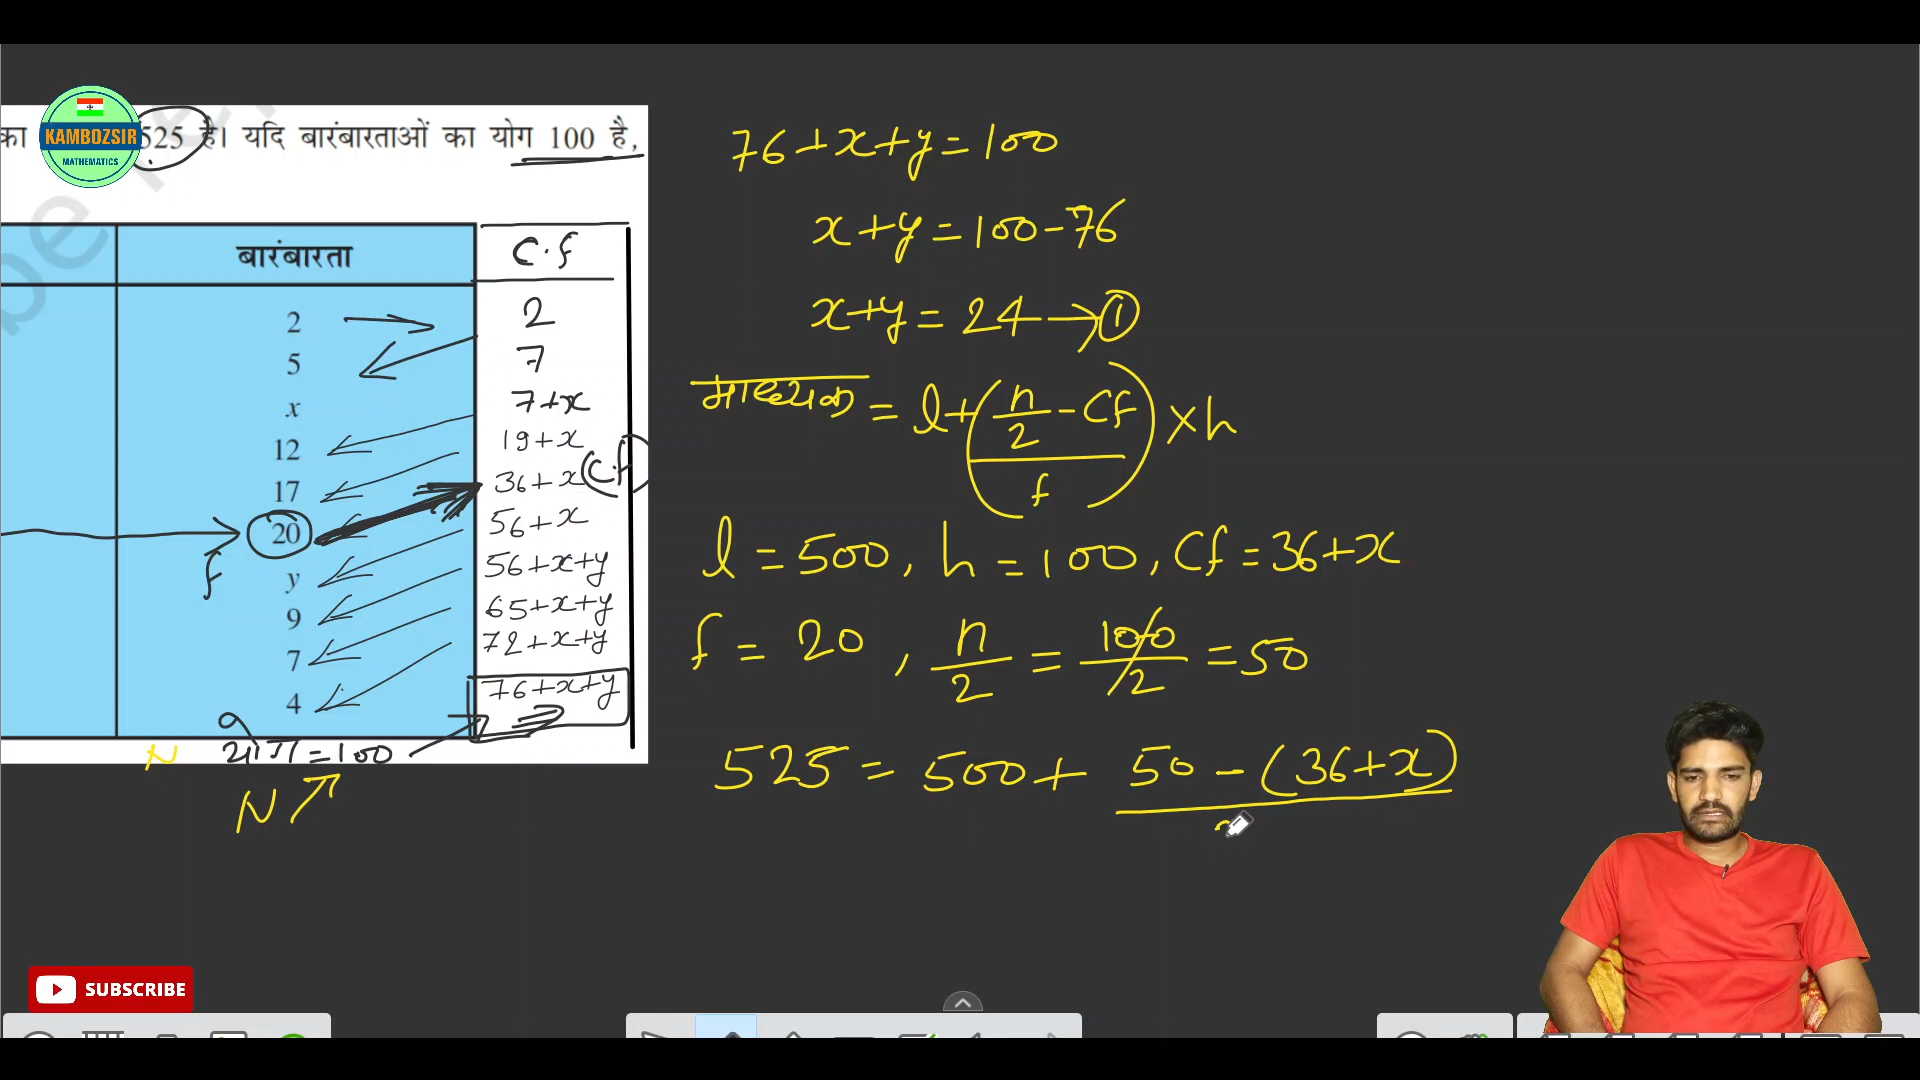 का
KAMBOZSIR
MATHEMATICS
525 है। यदि बारंबारताओं का योग 100 है,
बारंबारता
c.f
2
2
5
7
x
7+x
12
19+x
17
36+x
(c.f)
20
56+x
f
y
56+x+y
9
65+x+y
7
72+x+y
4
76+x+y
N
योग=100
N
76+x+y=100
x+y=100-76
x+y=24→①
माध्यक = l+(n/2-Cf/f)×h
l=500, h=100, Cf=36+x
f=20, n/2=100/2=50
525=500+ 50-(36+x)
SUBSCRIBE